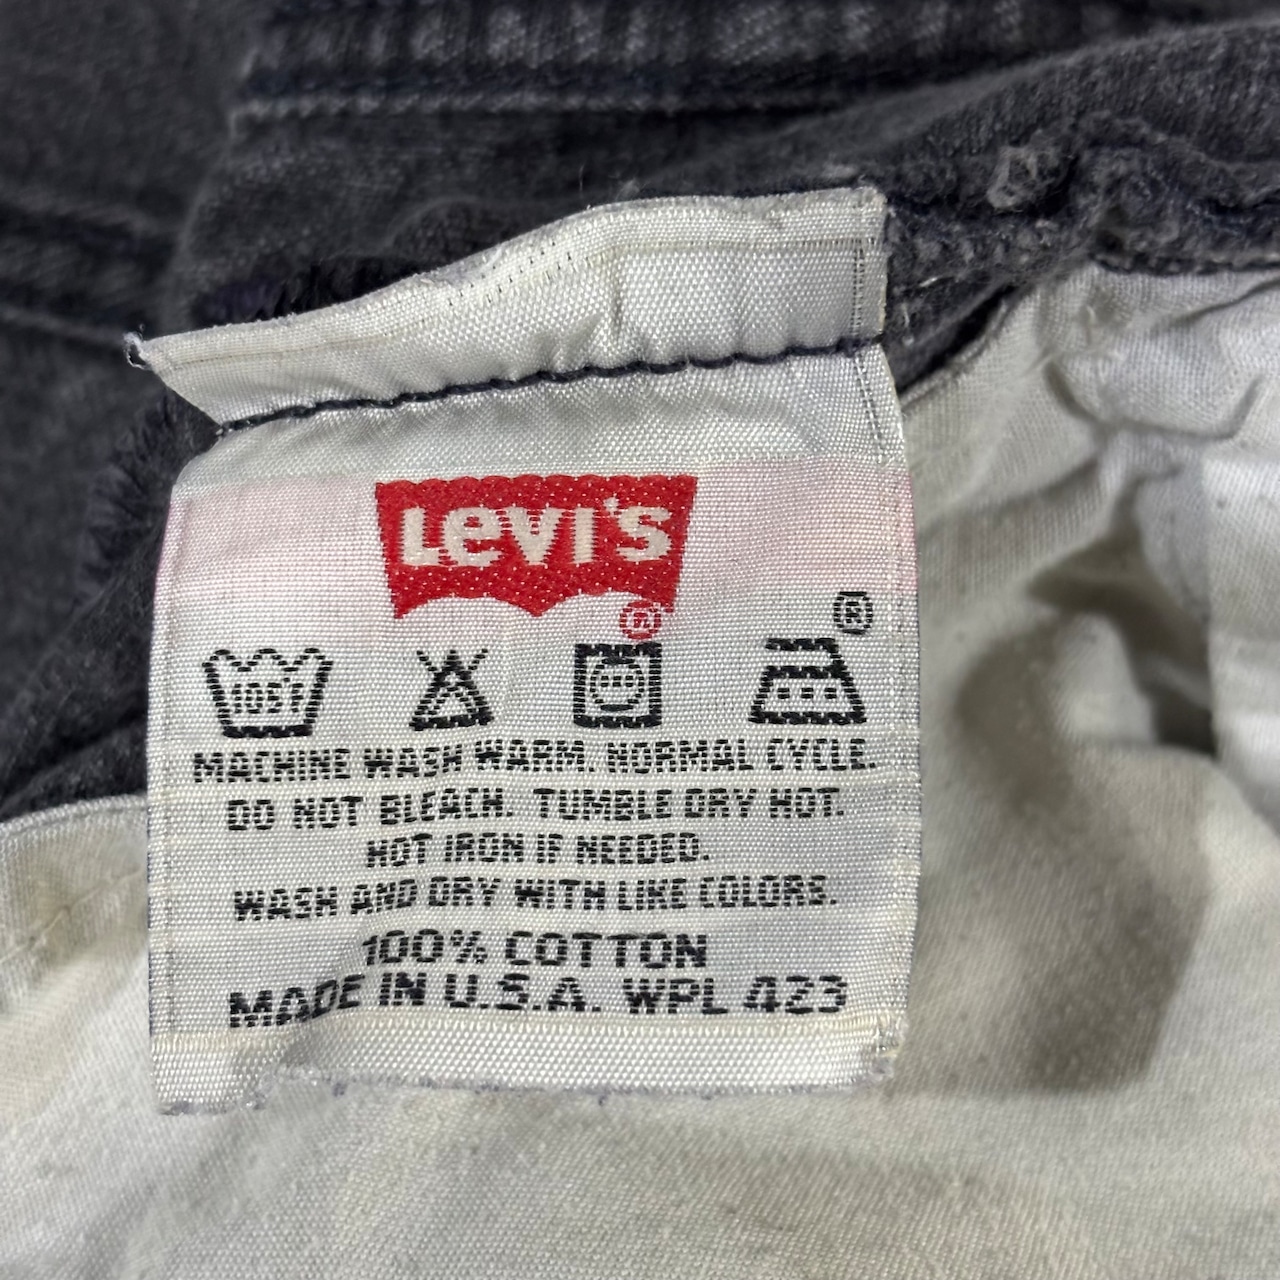 Levi's
®
®
105°F
MACHINE WASH WARM. NORMAL CYCLE.
DO NOT BLEACH. TUMBLE DRY HOT.
HOT IRON IF NEEDED.
WASH AND DRY WITH LIKE COLORS.
100% COTTON
MADE IN U.S.A. WPL 423